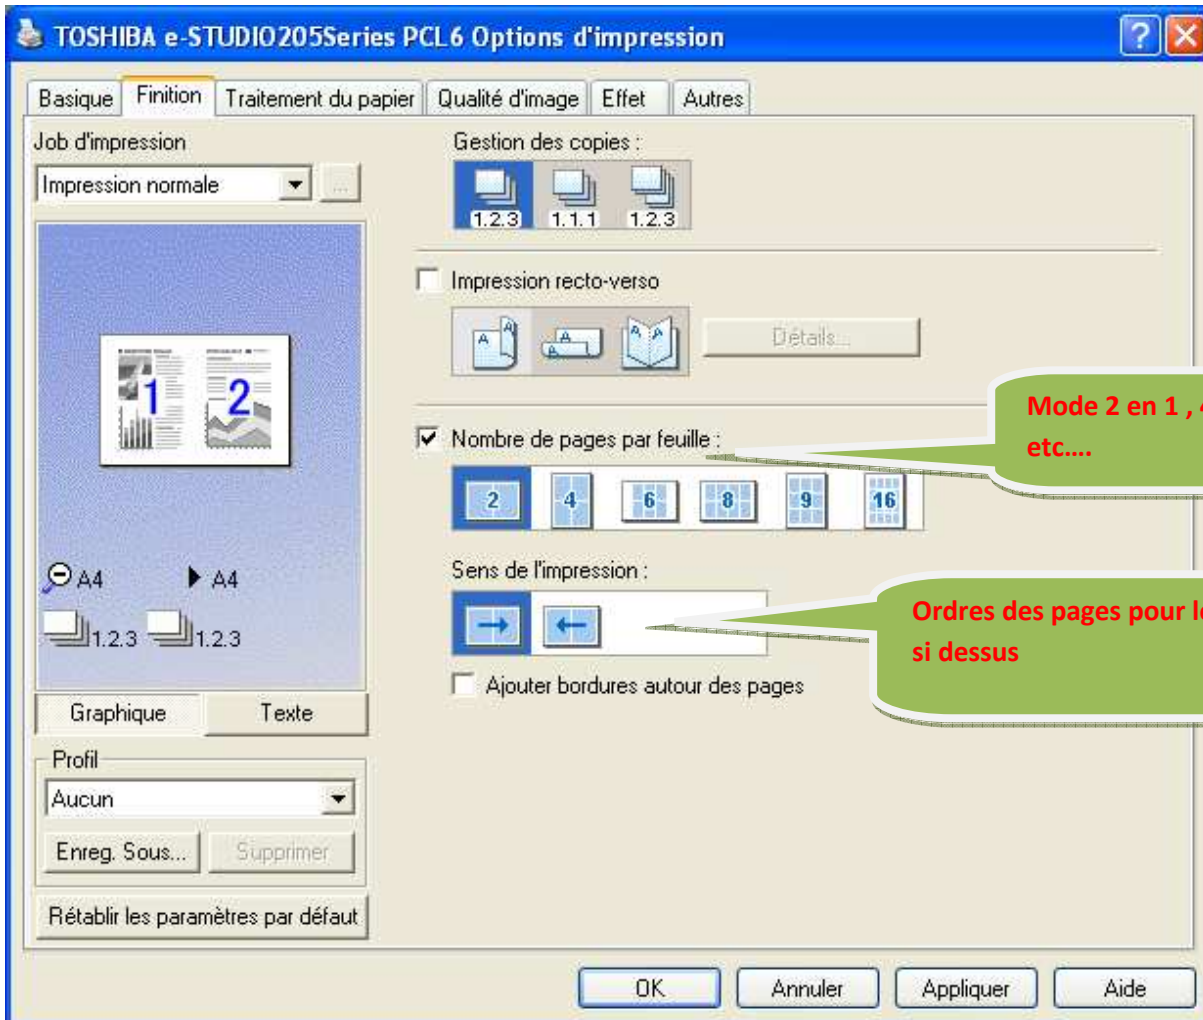 TOSHIBA e-STUDIO205Series PCL6 Options d'impression
Basique Finition Traitement du papier Qualité d'image Effet Autres
Job d'impression
Impression normale
...
1
2
A4 A4
1.2.3 1.2.3
Graphique Texte
Profil
Aucun
Enreg. Sous... Supprimer
Rétablir les paramètres par défaut
Gestion des copies :
1.2.3 1.1.1 1.2.3
Impression recto-verso
A A A A A A
Détails...
Nombre de pages par feuille :
2 4 6 8 9 16
Mode 2 en 1 , 4
etc....
Sens de l'impression :
Ordres des pages pour
si dessus
Ajouter bordures autour des pages
OK Annuler Appliquer Aide